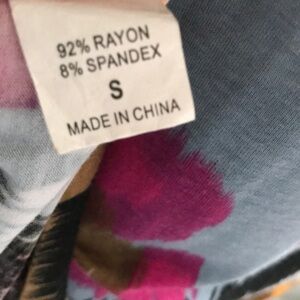 92% RAYON
8% SPANDEX
S
MADE IN CHINA